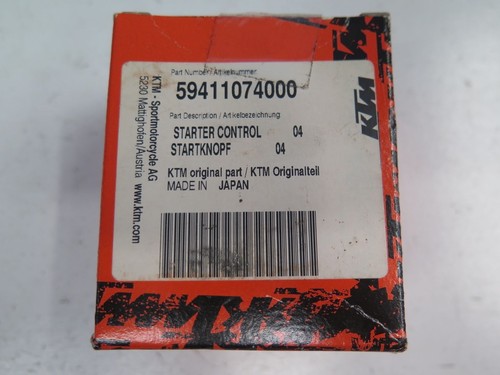 Part Number / Artikelnummer
59411074000
Part Description / Artikelbezeichnung
STARTER CONTROL 04
STARTKNOPF 04
KTM original part / KTM Originalteil
MADE IN JAPAN
*
KTM - Sportmotorcycle AG
5230 Mattighofen/Austria www.ktm.com
KTM